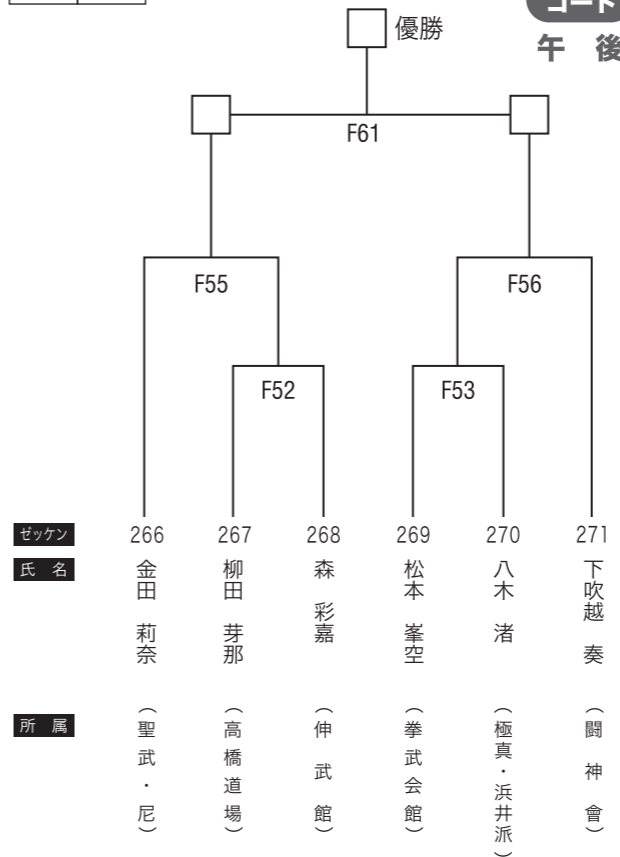 コート
午 後
優勝
F61
F55
F56
F52
F53
ゼッケン 266 267 268 269 270 271
氏 名
金田 莉奈
柳田 芽那
森 彩嘉
松本 峯空
八木 渚
下吹越 奏
所 属
(聖武・尼)
(高橋道場)
(伸武館)
(拳武会館)
(極真・浜井派)
(闘神會)